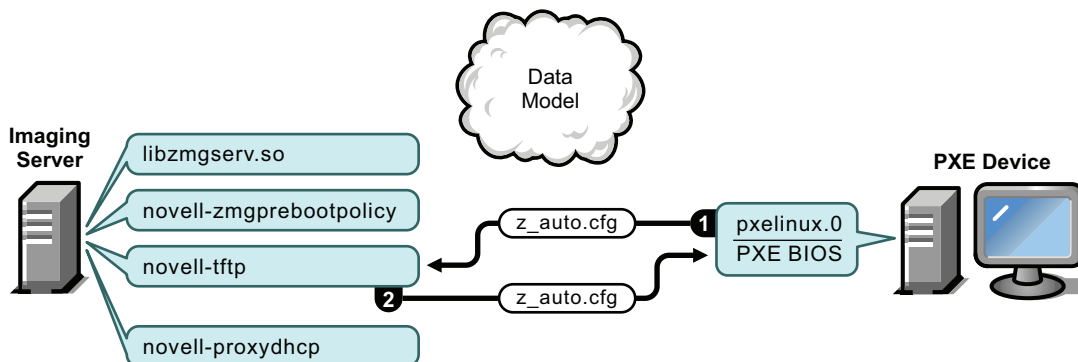 Data
Model
Imaging
Server
libzmgserv.so
novell-zmgprebootpolicy
novell-tftp
novell-proxydhcp
z_auto.cfg
1
2
z_auto.cfg
pxelinux.0
PXE BIOS
PXE Device